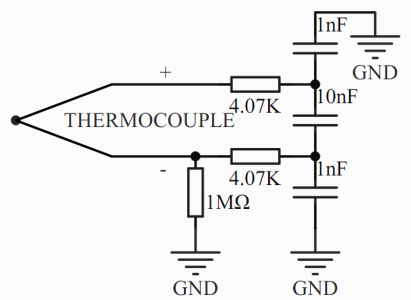 1nF
GND
+
4.07K
10nF
THERMOCOUPLE
-
4.07K
1nF
1MΩ
GND
GND